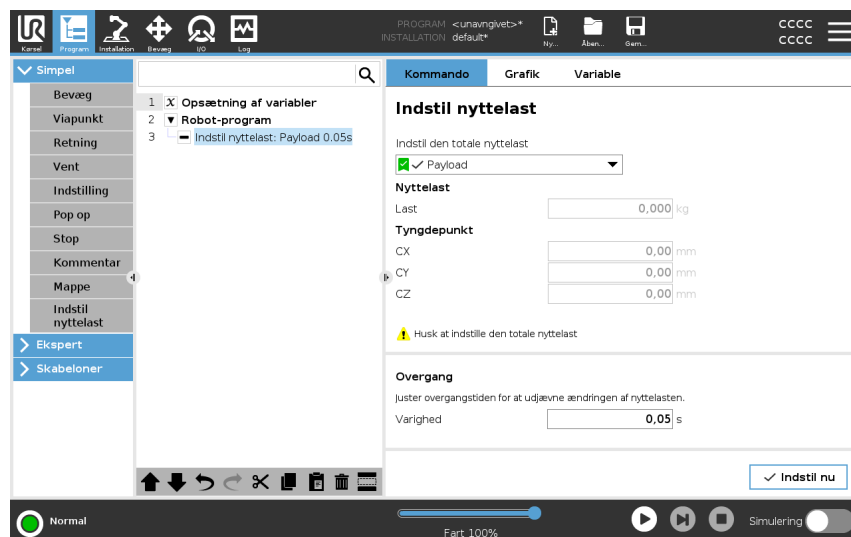 PROGRAM <unavngivet>*
INSTALLATION default*
CCCC
CCCC
Kørsel Program Installation Bevæg I/O Log Ny... Åben... Gem...
Simpel
Bevæg
Viapunkt
Retning
Vent
Indstilling
Pop op
Stop
Kommentar
Mappe
Indstil
nyttelast
Ekspert
Skabeloner
1 X Opsætning af variabler
2 Robot-program
3 Indstil nyttelast: Payload 0.05s
Kommando Grafik Variable
Indstil nyttelast
Indstil den totale nyttelast
Payload
Nyttelast
Last 0,000 kg
Tyngdepunkt
CX 0,00 mm
CY 0,00 mm
CZ 0,00 mm
Husk at indstille den totale nyttelast
Overgang
Juster overgangstiden for at udjævne ændringen af nyttelasten.
Varighed 0,05 s
Indstil nu
Normal
Fart 100%
Simulering